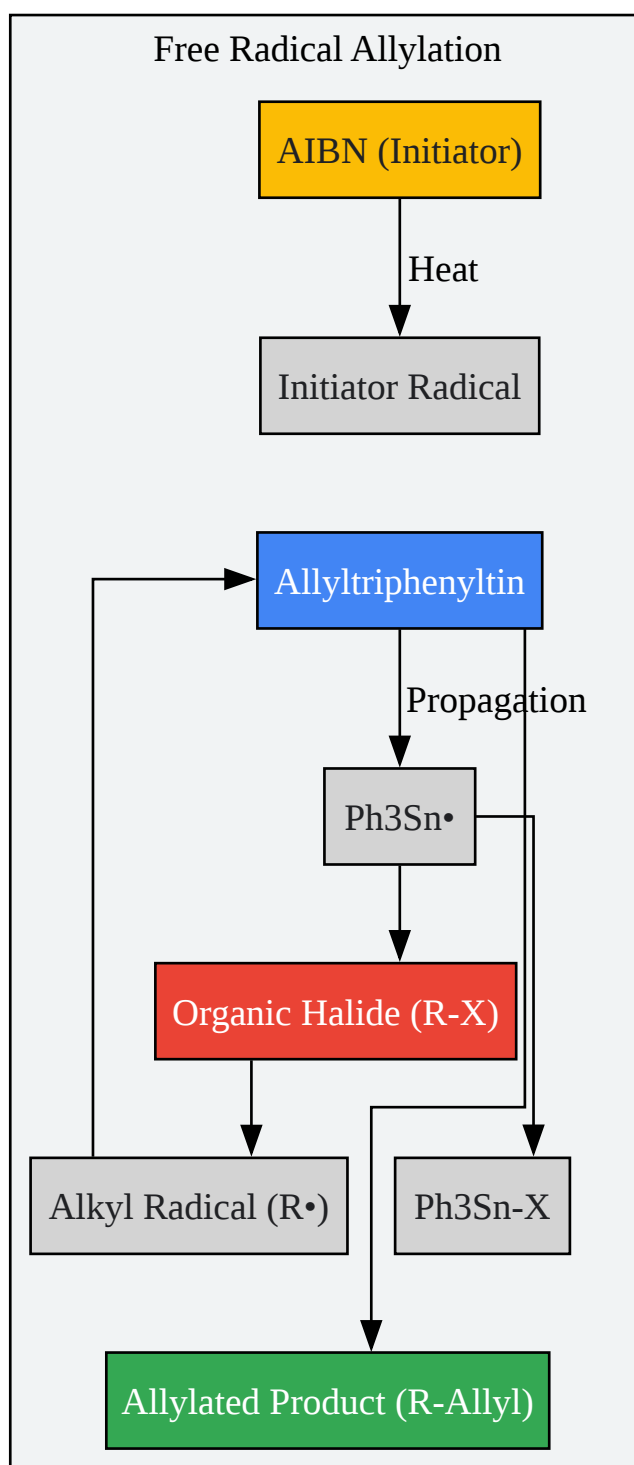 Free Radical Allylation
AIBN (Initiator)
Heat
Initiator Radical
Allyltriphenyltin
Propagation
Ph3Sn•
Organic Halide (R-X)
Alkyl Radical (R•)
Ph3Sn-X
Allylated Product (R-Allyl)